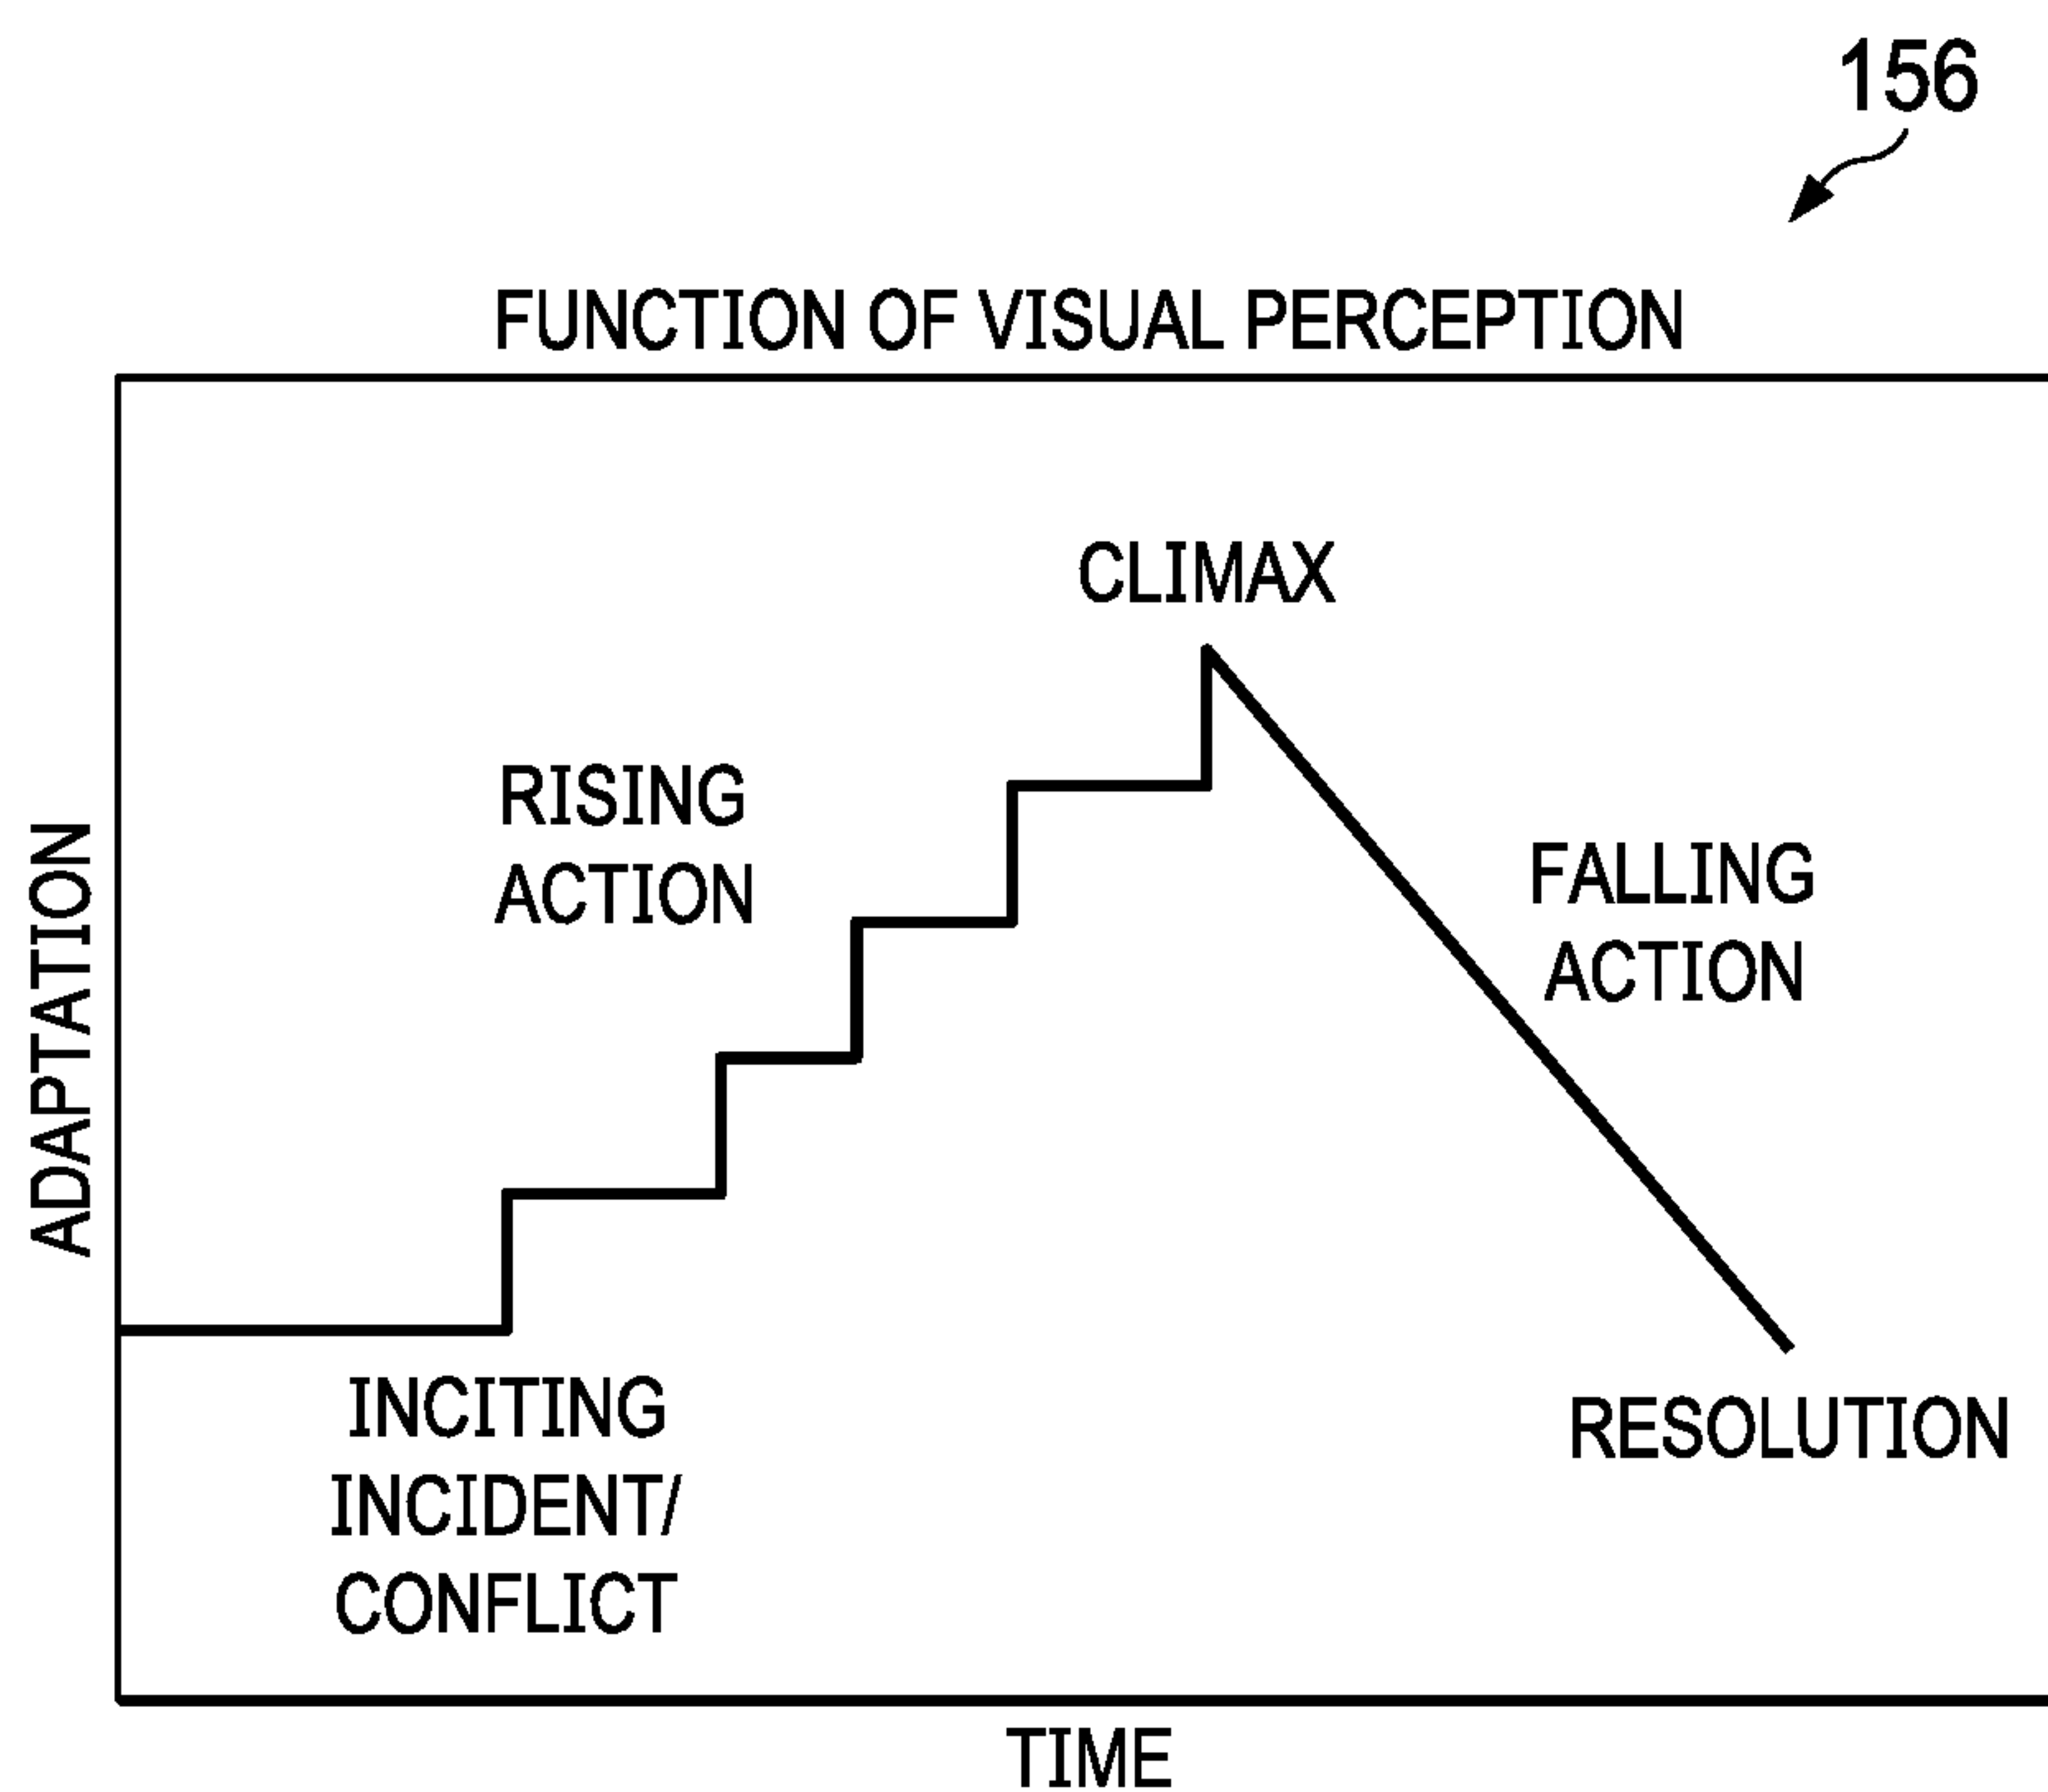 156
FUNCTION OF VISUAL PERCEPTION
CLIMAX
RISING
ACTION
FALLING
ACTION
ADAPTATION
INCITING
INCIDENT/
CONFLICT
RESOLUTION
TIME